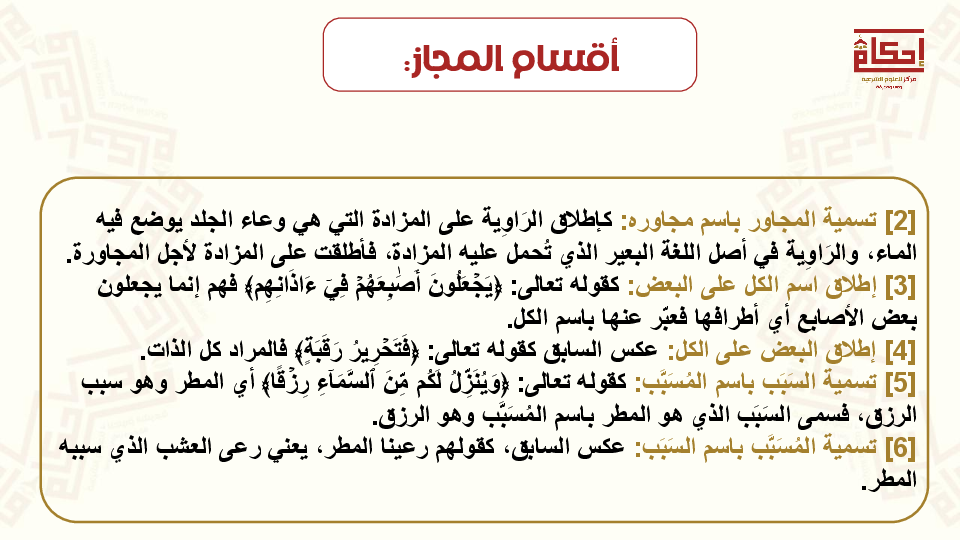 أقسام المجاز:
إحكام
مركز للعلوم الشرعية
[2] تسمية المجاور باسم مجاوره: كإطلاق الرَاوِية على المزادة التي هي وعاء الجلد يوضع فيه
الماء، والرَاوِية في أصل اللغة البعير الذي تُحمل عليه المزادة، فأطلقت على المزادة لأجل المجاورة.
[3] إطلاق اسم الكل على البعض: كقوله تعالى: ﴿يَجْعَلُونَ أَصَٰبِعَهُمْ فِيٓ ءَاذَانِهِم﴾ فهم إنما يجعلون
بعض الأصابع أي أطرافها فعبّر عنها باسم الكل.
[4] إطلاق البعض على الكل: عكس السابق كقوله تعالى: ﴿فَتَحْرِيرُ رَقَبَةٍ﴾ فالمراد كل الذات.
[5] تسمية السَبَب باسم المُسَبَّب: كقوله تعالى: ﴿وَيُنَزِّلُ لَكُم مِّنَ ٱلسَّمَآءِ رِزْقًا﴾ أي المطر وهو سبب
الرزق، فسمى السَبَب الذي هو المطر باسم المُسَبَّب وهو الرزق.
[6] تسمية المُسَبَّب باسم السَبَب: عكس السابق، كقولهم رعينا المطر، يعني رعى العشب الذي سببه
المطر.